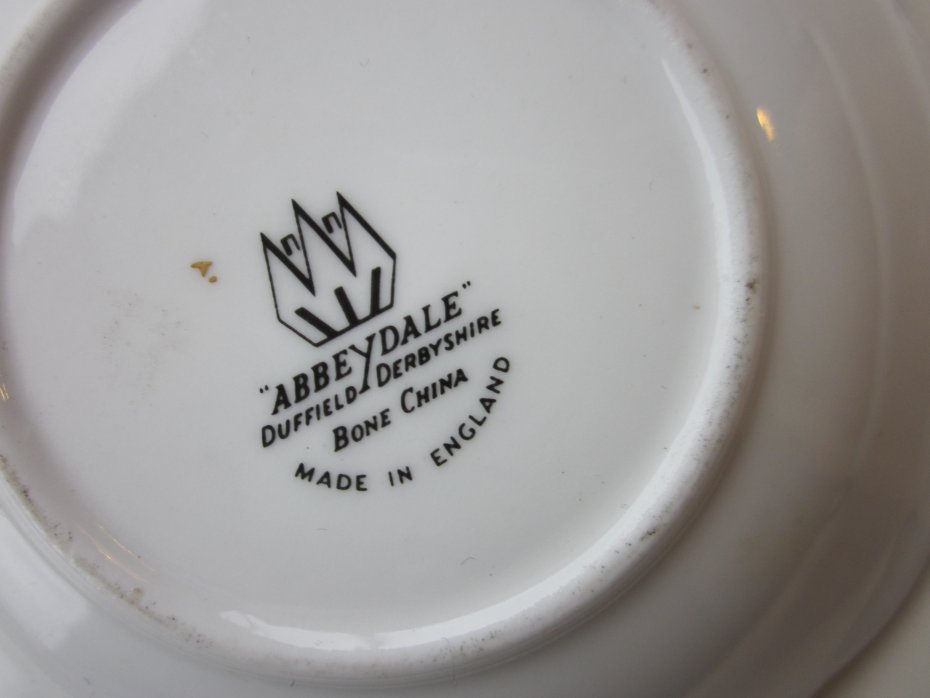 "ABBEYDALE"
DUFFIELD DERBYSHIRE
BONE CHINA
MADE IN ENGLAND